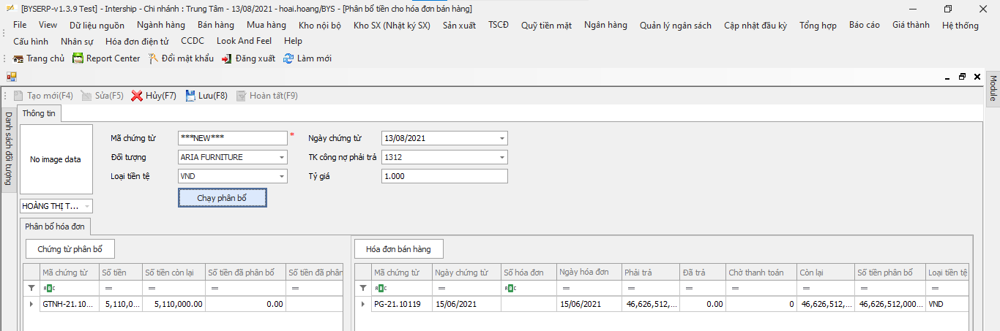 [BYSERP-v1.3.9 Test] - Intership - Chi nhánh : Trung Tâm - 13/08/2021 - hoai.hoang/BYS - [Phân bổ tiền cho hóa đơn bán hàng]
File View Dữ liệu nguồn Ngành hàng Bán hàng Mua hàng Kho nội bộ Kho SX (Nhật ký SX) Sản xuất TSCĐ Quỹ tiền mặt Ngân hàng Quản lý ngân sách Cập nhật đầu kỳ Tổng hợp Báo cáo Giá thành Hệ thống
Cấu hình Nhân sự Hóa đơn điện tử CCDC Look And Feel Help
Trang chủ Report Center Đổi mật khẩu Đăng xuất Làm mới
Module
Tạo mới(F4) Sửa(F5) Hủy(F7) Lưu(F8) Hoàn tất(F9)
Danh sách đối tượng
Thông tin
No image data
Mã chứng từ ***NEW*** * Ngày chứng từ 13/08/2021
Đối tượng ARIA FURNITURE TK công nợ phải trả 1312
Loại tiền tệ VND Tỷ giá 1.000
Chạy phân bổ
HOÀNG THỊ T...
Phân bổ hóa đơn
Chứng từ phân bổ Hóa đơn bán hàng
Mã chứng từ Số tiền Số tiền còn lại Số tiền đã phân bổ Số tiền đã phân Mã chứng từ Ngày chứng từ Số hóa đơn Ngày hóa đơn Phải trả Đã trả Chờ thanh toán Còn lại Số tiền phân bổ Loại tiền tệ
ABC = = = ABC = ABC = = = = = =
GTNH-21.10... 5,110,0... 5,110,000.00 0.00 PG-21.10119 15/06/2021 15/06/2021 46,626,512,... 0.00 0 46,626,512,... 46,626,512,000... VND